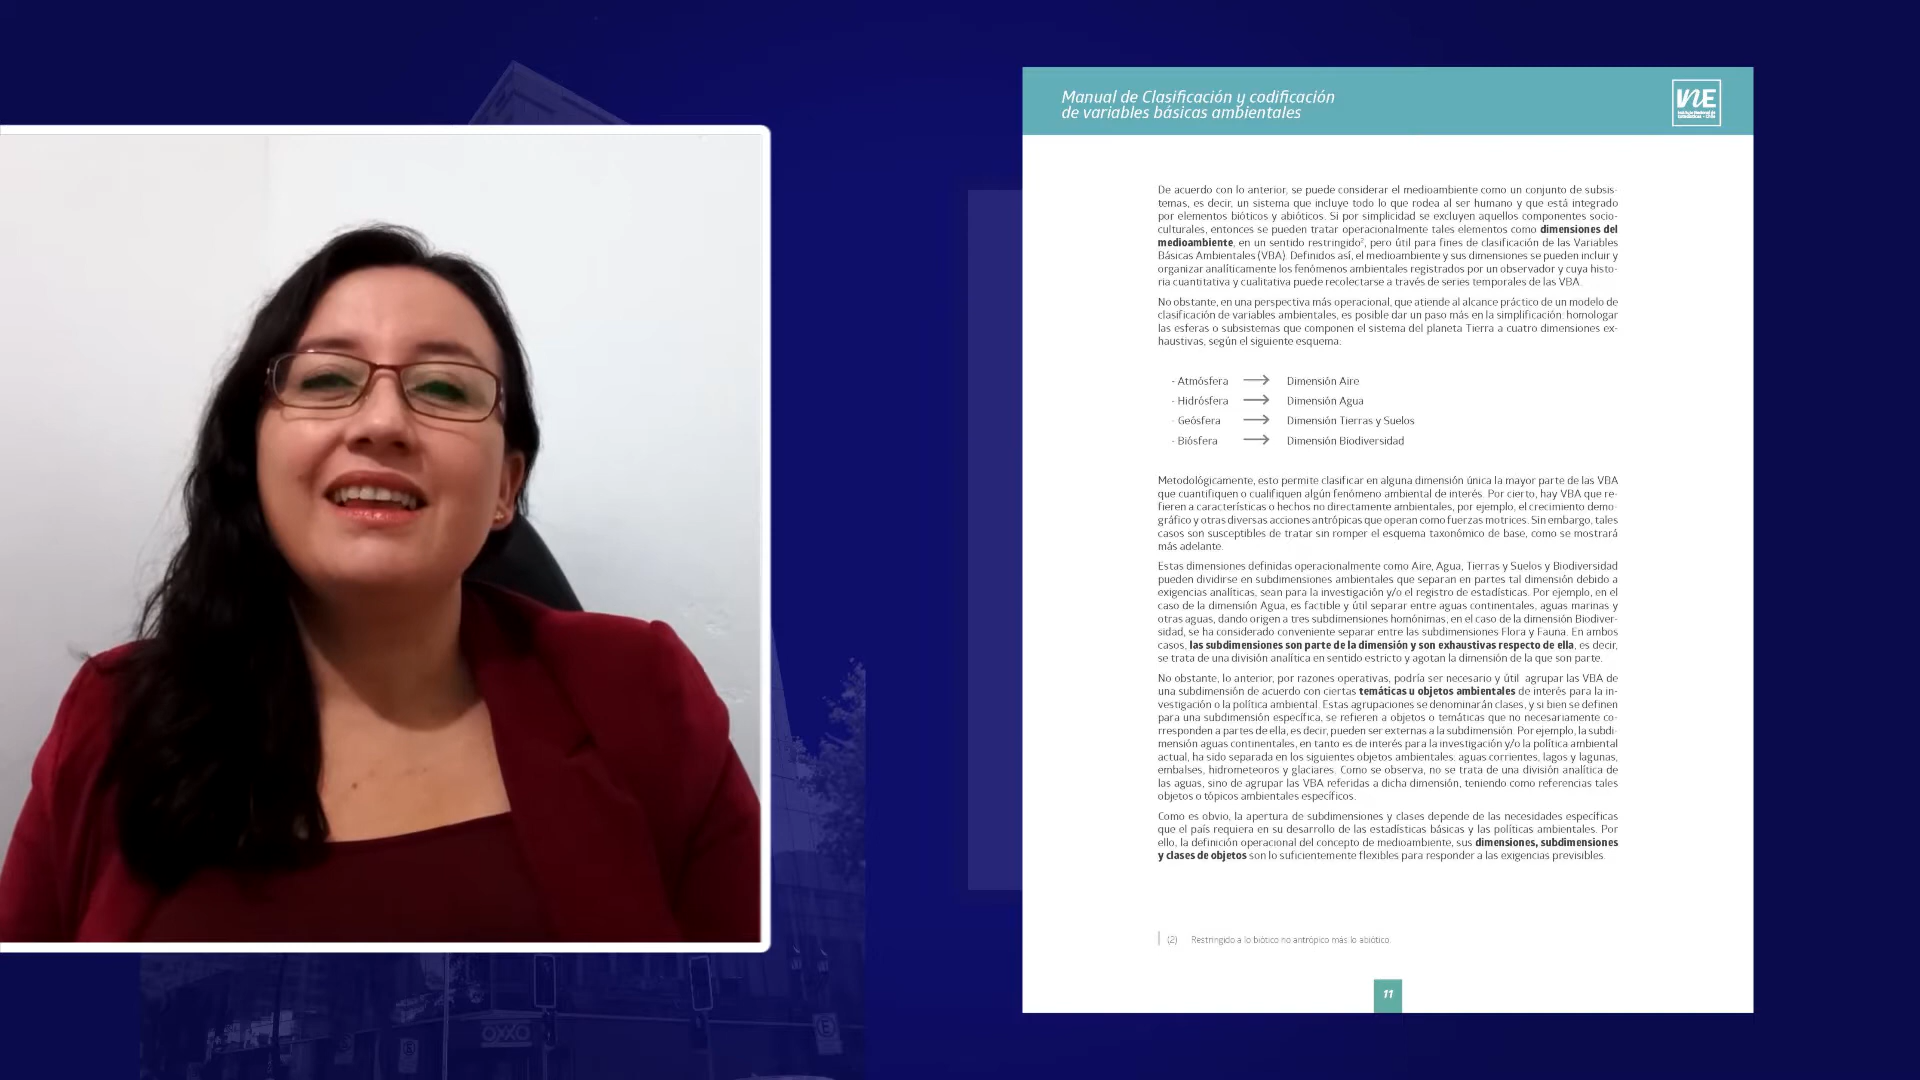 Manual de Clasificación y codificación
de variables básicas ambientales
INE
De acuerdo con lo anterior, se puede considerar el medioambiente como un conjunto de subsis-
temas, es decir, un sistema que incluye todo lo que rodea al ser humano y que está integrado
por elementos bióticos y abióticos. Si por simplicidad se excluyen aquellos componentes socio-
culturales, entonces se pueden tratar operacionalmente tales elementos como dimensiones del
medioambiente, en un sentido restringido², pero útil para fines de clasificación de las Variables
Básicas Ambientales (VBA). Definidos así, el medioambiente y sus dimensiones se pueden incluir y
organizar analíticamente los fenómenos ambientales registrados por un observador y cuya histo-
ria cuantitativa y cualitativa puede recolectarse a través de series temporales de las VBA.
No obstante, en una perspectiva más operacional, que atiende al alcance práctico de un modelo de
clasificación de variables ambientales, es posible dar un paso más en la simplificación: homologar
las esferas o subsistemas que componen el sistema del planeta Tierra a cuatro dimensiones ex-
haustivas, según el siguiente esquema:
- Atmósfera → Dimensión Aire
- Hidrósfera → Dimensión Agua
- Geósfera → Dimensión Tierras y Suelos
- Biósfera → Dimensión Biodiversidad
Metodológicamente, esto permite clasificar en alguna dimensión única la mayor parte de las VBA
que cuantifiquen o cualifiquen algún fenómeno ambiental de interés. Por cierto, hay VBA que re-
fieren a características o hechos no directamente ambientales, por ejemplo, el crecimiento demo-
gráfico y otras diversas acciones antrópicas que operan como fuerzas motrices. Sin embargo, tales
casos son susceptibles de tratar sin romper el esquema taxonómico de base, como se mostrará
más adelante.
Estas dimensiones definidas operacionalmente como Aire, Agua, Tierras y Suelos y Biodiversidad
pueden dividirse en subdimensiones ambientales que separan en partes tal dimensión debido a
exigencias analíticas, sean para la investigación y/o el registro de estadísticas. Por ejemplo, en el
caso de la dimensión Agua, es factible y útil separar entre aguas continentales, aguas marinas y
otras aguas, dando origen a tres subdimensiones homónimas, en el caso de la dimensión Biodiver-
sidad, se ha considerado conveniente separar entre las subdimensiones Flora y Fauna. En ambos
casos, las subdimensiones son parte de la dimensión y son exhaustivas respecto de ella, es decir,
se trata de una división analítica en sentido estricto y agotan la dimensión de la que son parte.
No obstante, lo anterior, por razones operativas, podría ser necesario y útil agrupar las VBA de
una subdimensión de acuerdo con ciertas temáticas u objetos ambientales de interés para la in-
vestigación o la política ambiental. Estas agrupaciones se denominarán clases, y si bien se definen
para una subdimensión específica, se refieren a objetos o temáticas que no necesariamente co-
rresponden a partes de ella, es decir, pueden ser externas a la subdimensión. Por ejemplo, la subdi-
mensión aguas continentales, en tanto es de interés para la investigación y/o la política ambiental
actual, ha sido separada en los siguientes objetos ambientales: aguas corrientes, lagos y lagunas,
embalses, hidrometeoros y glaciares. Como se observa, no se trata de una división analítica de
las aguas, sino de agrupar las VBA referidas a dicha dimensión, teniendo como referencias tales
objetos o tópicos ambientales específicos.
Como es obvio, la apertura de subdimensiones y clases depende de las necesidades específicas
que el país requiera en su desarrollo de las estadísticas básicas y las políticas ambientales. Por
ello, la definición operacional del concepto de medioambiente, sus dimensiones, subdimensiones
y clases de objetos son lo suficientemente flexibles para responder a las exigencias previsibles.
(2) Restringido a lo biótico no antrópico más lo abiótico.
11
OXXO
E